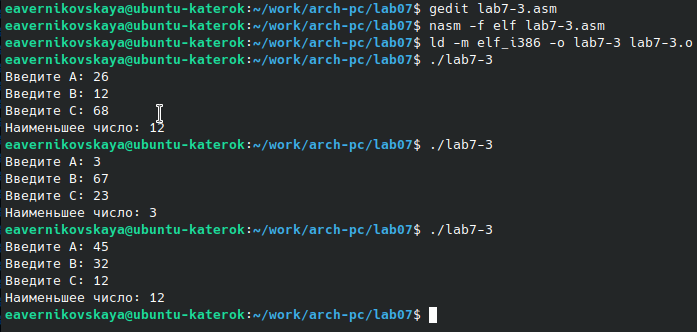 eavernikovskaya@ubuntu-katerok:~/work/arch-pc/lab07$ gedit lab7-3.asm
eavernikovskaya@ubuntu-katerok:~/work/arch-pc/lab07$ nasm -f elf lab7-3.asm
eavernikovskaya@ubuntu-katerok:~/work/arch-pc/lab07$ ld -m elf_i386 -o lab7-3 lab7-3.o
eavernikovskaya@ubuntu-katerok:~/work/arch-pc/lab07$ ./lab7-3
Введите A: 26
Введите B: 12
Введите C: 68
Наименьшее число: 12
eavernikovskaya@ubuntu-katerok:~/work/arch-pc/lab07$ ./lab7-3
Введите A: 3
Введите B: 67
Введите C: 23
Наименьшее число: 3
eavernikovskaya@ubuntu-katerok:~/work/arch-pc/lab07$ ./lab7-3
Введите A: 45
Введите B: 32
Введите C: 12
Наименьшее число: 12
eavernikovskaya@ubuntu-katerok:~/work/arch-pc/lab07$